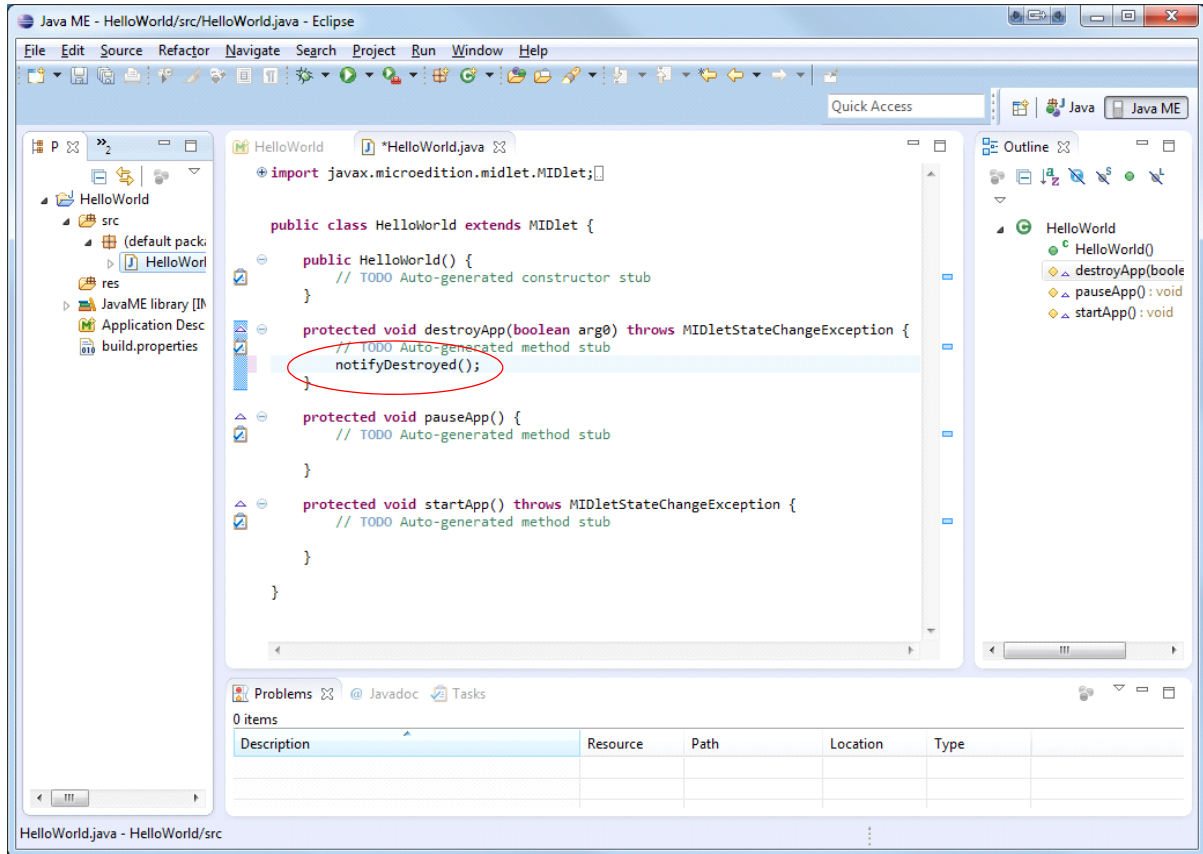 Java ME - HelloWorld/src/HelloWorld.java - Eclipse
File Edit Source Refactor Navigate Search Project Run Window Help
Quick Access
Java
Java ME
P
»2
HelloWorld
src
(default packa
HelloWorl
res
JavaME library [IM
Application Desc
build.properties
HelloWorld
*HelloWorld.java
import javax.microedition.midlet.MIDlet;
public class HelloWorld extends MIDlet {
public HelloWorld() {
// TODO Auto-generated constructor stub
}
protected void destroyApp(boolean arg0) throws MIDletStateChangeException {
// TODO Auto-generated method stub
notifyDestroyed();
}
protected void pauseApp() {
// TODO Auto-generated method stub
}
protected void startApp() throws MIDletStateChangeException {
// TODO Auto-generated method stub
}
}
Outline
HelloWorld
HelloWorld()
destroyApp(boole
pauseApp() : void
startApp() : void
Problems @ Javadoc Tasks
0 items
Description Resource Path Location Type
HelloWorld.java - HelloWorld/src